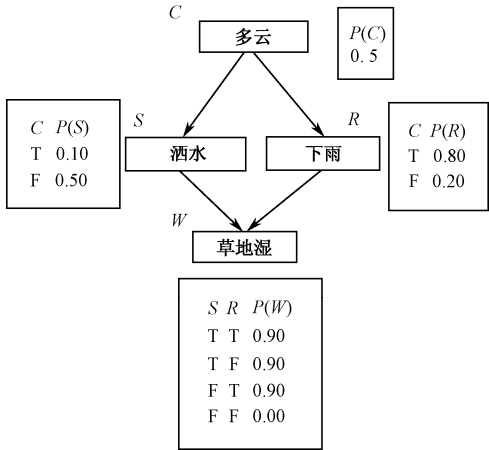 C
多云
P(C)
0. 5
C P(S)
T 0.10
F 0.50
S
洒水
R
下雨
C P(R)
T 0.80
F 0.20
W
草地湿
S R P(W)
T T 0.90
T F 0.90
F T 0.90
F F 0.00